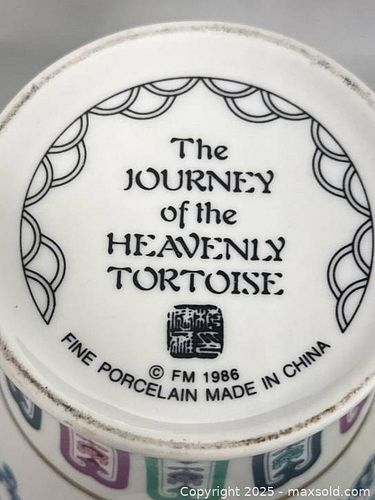 The
JOURNEY
of the
HEAVENLY
TORTOISE
© FM 1986
FINE PORCELAIN MADE IN CHINA
Copyright 2025 - maxsold.com